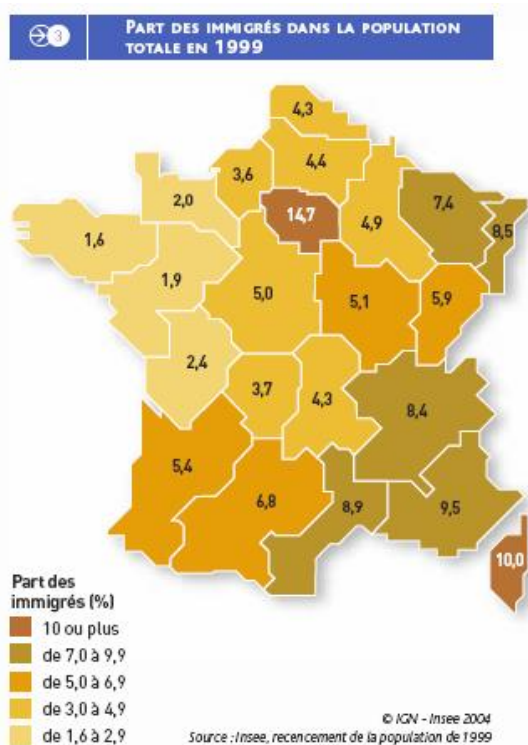 3
PART DES IMMIGRÉS DANS LA POPULATION
TOTALE EN 1999
4,3
4,4
3,6
2,0
14,7
4,9
7,4
8,5
1,6
1,9
5,0
5,1
5,9
2,4
3,7
4,3
8,4
5,4
6,8
8,9
9,5
10,0
Part des
immigrés (%)
10 ou plus
de 7,0 à 9,9
de 5,0 à 6,9
de 3,0 à 4,9
de 1,6 à 2,9
© IGN - Insee 2004
Source : Insee, recencement de la population de 1999